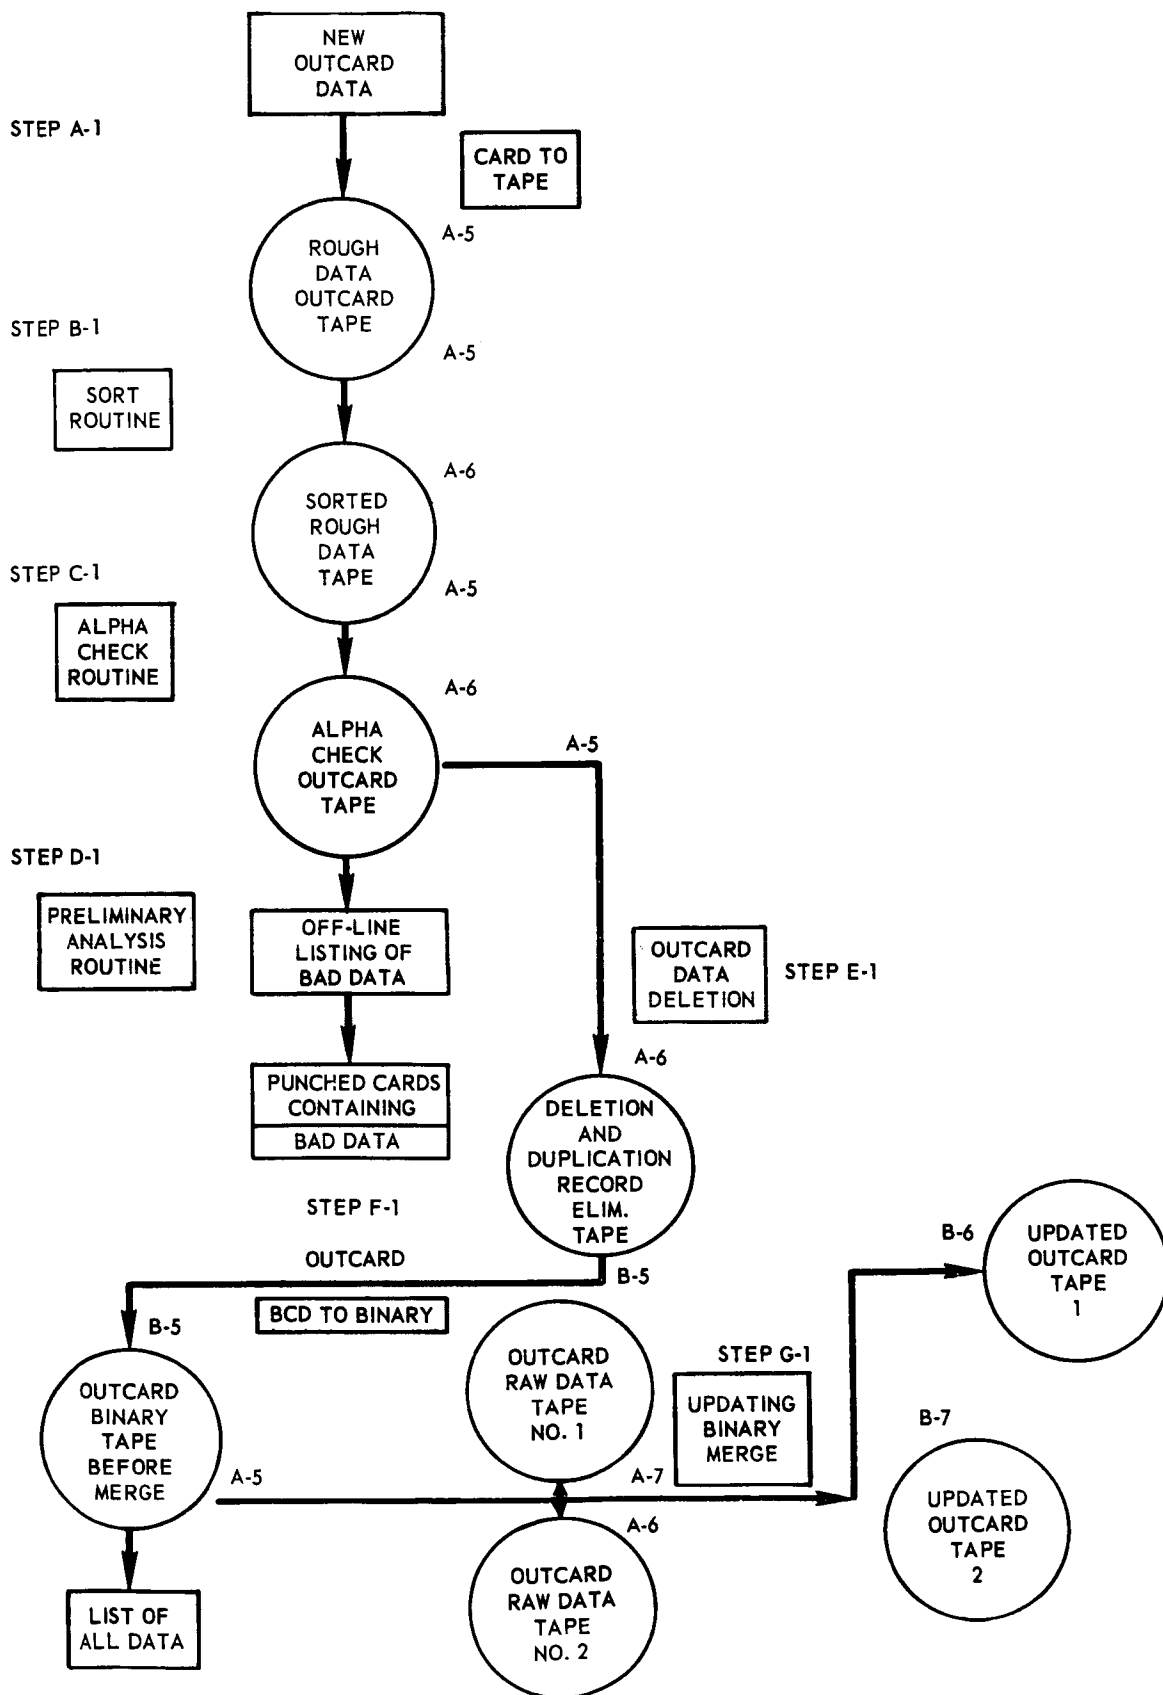 NEW
OUTCARD
DATA
STEP A-1
CARD TO
TAPE
A-5
ROUGH
DATA
OUTCARD
TAPE
STEP B-1
A-5
SORT
ROUTINE
A-6
SORTED
ROUGH
DATA
TAPE
STEP C-1
A-5
ALPHA
CHECK
ROUTINE
A-6
ALPHA
CHECK
OUTCARD
TAPE
A-5
STEP D-1
PRELIMINARY
ANALYSIS
ROUTINE
OFF-LINE
LISTING OF
BAD DATA
OUTCARD
DATA
DELETION
STEP E-1
A-6
PUNCHED CARDS
CONTAINING
BAD DATA
DELETION
AND
DUPLICATION
RECORD
ELIM.
TAPE
STEP F-1
OUTCARD
B-5
BCD TO BINARY
B-6
UPDATED
OUTCARD
TAPE
1
B-5
OUTCARD
BINARY
TAPE
BEFORE
MERGE
OUTCARD
RAW DATA
TAPE
NO. 1
STEP G-1
UPDATING
BINARY
MERGE
B-7
A-5
A-7
A-6
UPDATED
OUTCARD
TAPE
2
OUTCARD
RAW DATA
TAPE
NO. 2
LIST OF
ALL DATA